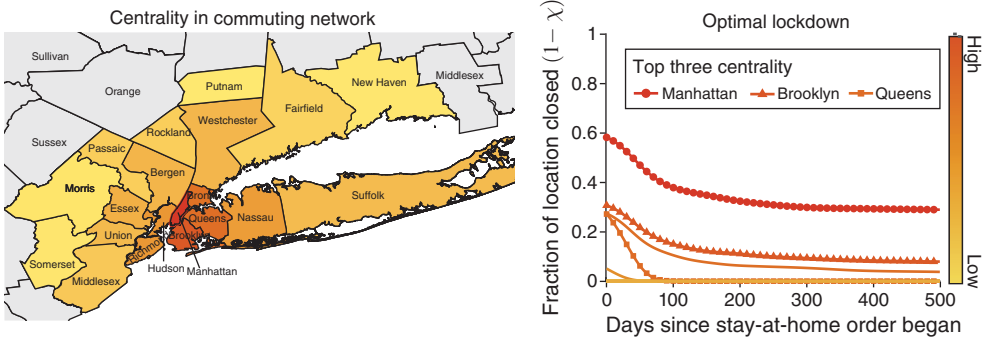 Centrality in commuting network
Sullivan
Orange
Sussex
Putnam
New Haven
Middlesex
Fairfield
Westchester
Rockland
Passaic
Bergen
Morris
Essex
Union
Somerset
Middlesex
Hudson
Manhattan
Queens
Nassau
Suffolk
Optimal lockdown
Fraction of location closed (1− χ)
1
0.8
0.6
0.4
0.2
0
Top three centrality
Manhattan Brooklyn Queens
0 100 200 300 400 500
Days since stay-at-home order began
High
Low